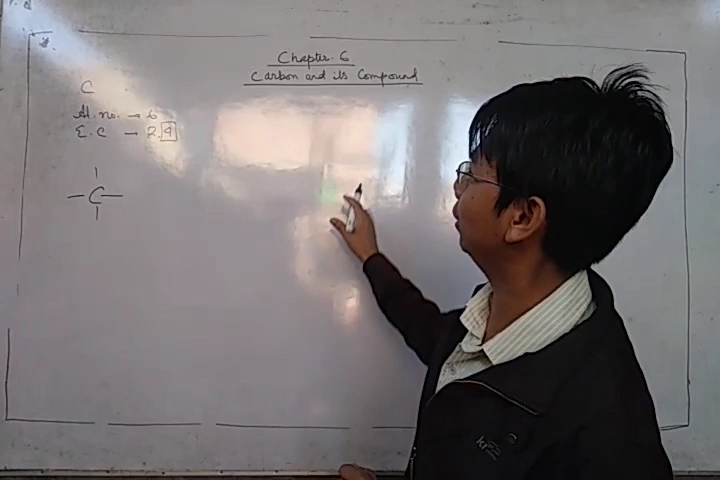 Chapter. 6
Carbon and its Compound
C
At. no. → 6
E. C → 2.4
C